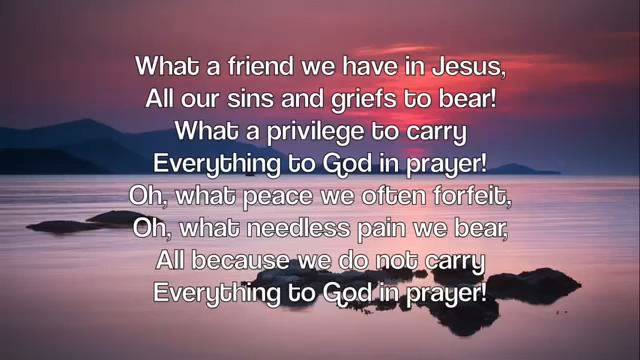 What a friend we have in Jesus,
All our sins and griefs to bear!
What a privilege to carry
Everything to God in prayer!
Oh, what peace we often forfeit,
Oh, what needless pain we bear,
All because we do not carry
Everything to God in prayer!